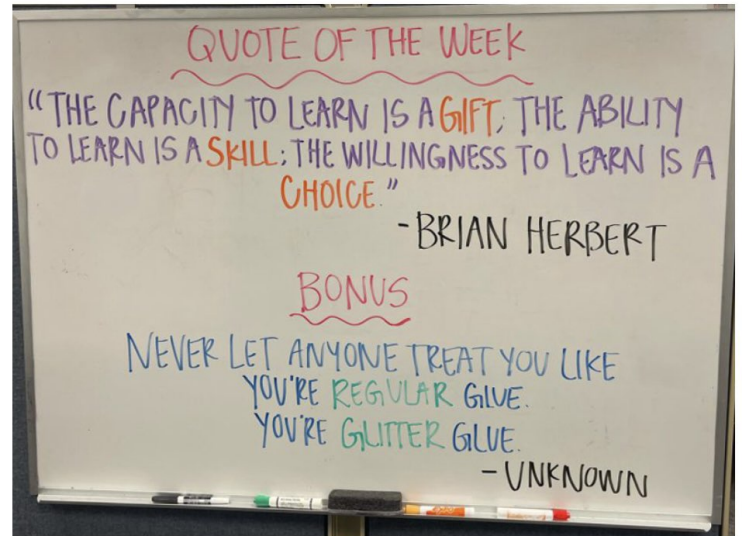 QUOTE OF THE WEEK
"THE CAPACITY TO LEARN IS A GIFT; THE ABILITY
TO LEARN IS A SKILL; THE WILLINGNESS TO LEARN IS A
CHOICE."
-BRIAN HERBERT
BONUS
NEVER LET ANYONE TREAT YOU LIKE
YOU'RE REGULAR GLUE.
YOU'RE GLITTER GLUE.
-UNKNOWN